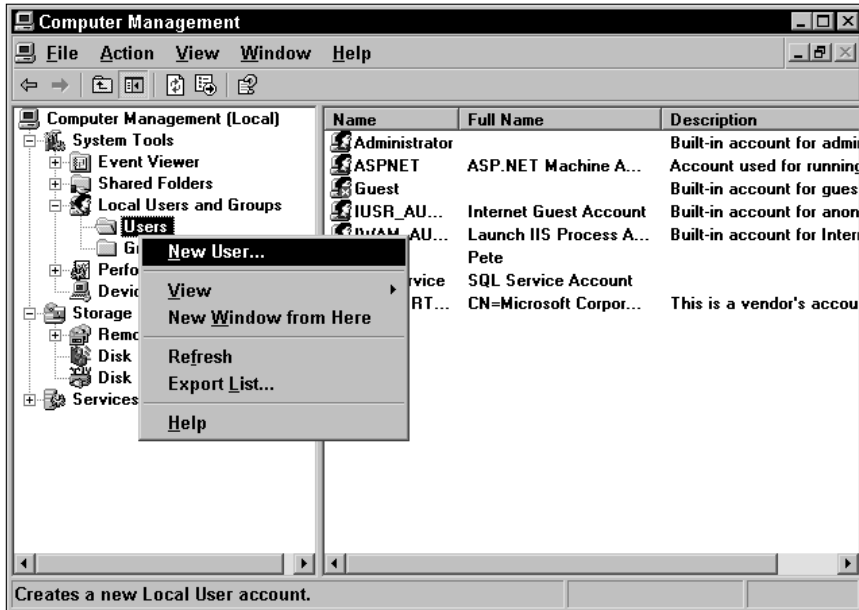 Computer Management
File Action View Window Help
Computer Management (Local)
System Tools
Event Viewer
Shared Folders
Local Users and Groups
Users
Perfo
Devic
Storage
Remo
Disk
Disk
Services
New User...
View
New Window from Here
Refresh
Export List...
Help
Name Full Name Description
Administrator Built-in account for admi
ASPNET ASP.NET Machine A... Account used for running
Guest Built-in account for gues
IUSR_AU... Internet Guest Account Built-in account for anon
AU... Launch IIS Process A... Built-in account for Inter
Pete
rvice SQL Service Account
RT... CN=Microsoft Corpor... This is a vendor's accou
Creates a new Local User account.